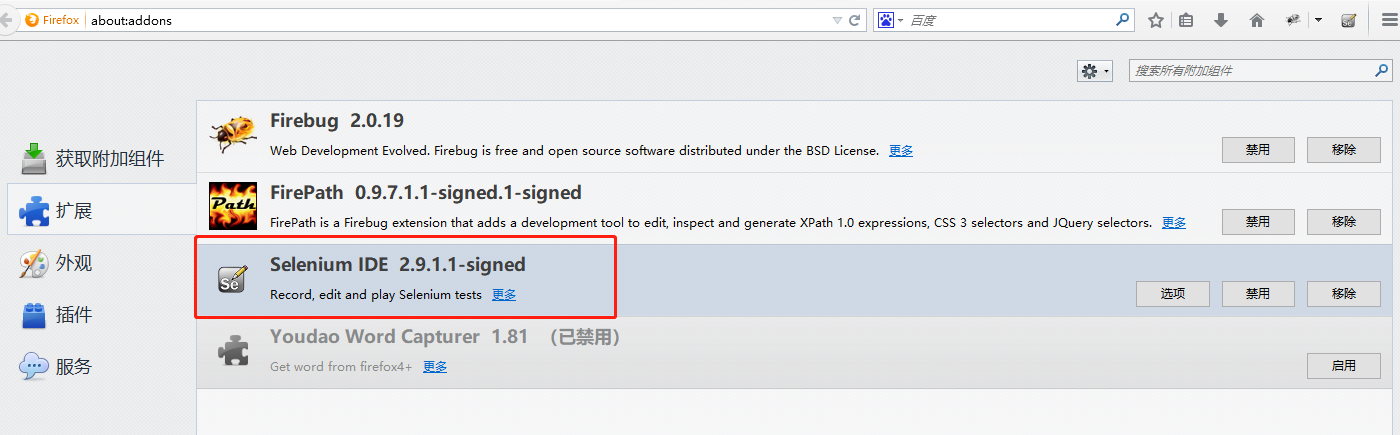 Firefox about:addons 百度
搜索所有附加组件
获取附加组件
扩展
外观
插件
服务
Firebug 2.0.19
Web Development Evolved. Firebug is free and open source software distributed under the BSD License. 更多
禁用 移除
Path
FirePath 0.9.7.1.1-signed.1-signed
FirePath is a Firebug extension that adds a development tool to edit, inspect and generate XPath 1.0 expressions, CSS 3 selectors and JQuery selectors. 更多
禁用 移除
Se
Selenium IDE 2.9.1.1-signed
Record, edit and play Selenium tests 更多
选项 禁用 移除
Youdao Word Capturer 1.81 （已禁用）
Get word from firefox4+ 更多
启用